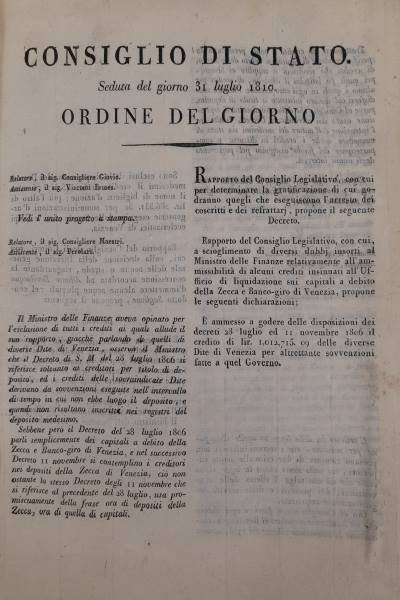 CONSIGLIO DI STATO.
Seduta del giorno 31 luglio 1810.
ORDINE DEL GIORNO
Relatore, il sig. Consigliere Giovio.
Assistente, il sig. Visconti Ermes.
Vedi l'unito progetto a stampa.
Relatore, il sig. Consigliere Maestri.
Assistente, il sig.
Il Ministro delle Finanze aveva opinato per
l'esclusione di tutti i crediti ai quali allude il
suo rapporto, giacchè parlando di quelli di
diverse Dite di Venezia, osservò il Ministro
che il Decreto di S. M. del 28 luglio 1806 si
riferisce soltanto ai creditori per titolo di de-
posito, ed i crediti delle sovraindicate Dite
derivano da sovvenzioni eseguite nell'intervallo
di tempo in cui non ebbe luogo il deposito, e
quindi non risultano inscritte nei registri del
deposito medesimo.
Sebbene però il Decreto del 28 luglio 1806
parli semplicemente dei capitali a debito della
Zecca e Banco-giro di Venezia, e nel successivo
Decreto 11 novembre si contemplino i creditori
nei depositi della Zecca di Venezia, ciò non
ostante lo stesso Decreto degli 11 novembre che
si riferisce al precedente del 28 luglio, usa pro-
miscuamente della frase ora di depositi della
Zecca, ora di quella di capitali.
RAPPORTO del Consiglio Legislativo, con cui
per determinare la gratificazione di cui go-
dranno quegli che eseguiscono l'arresto dei
coscritti e dei refrattarj, propone il seguente
Decreto.
Rapporto del Consiglio Legislativo, con cui,
a scioglimento di diversi dubbj insorti al
Ministro delle Finanze relativamente all'am-
missibilità di alcuni crediti insinuati all'Uf-
ficio di liquidazione sui capitali a debito
della Zecca e Banco-giro di Venezia, propone
le seguenti dichiarazioni;
È ammesso a godere delle disposizioni dei
decreti 28 luglio ed 11 novembre 1806 il
credito di lir. 1,012,715. 09 delle diverse
Dite di Venezia per altrettante sovvenzioni
fatte a quel Governo.